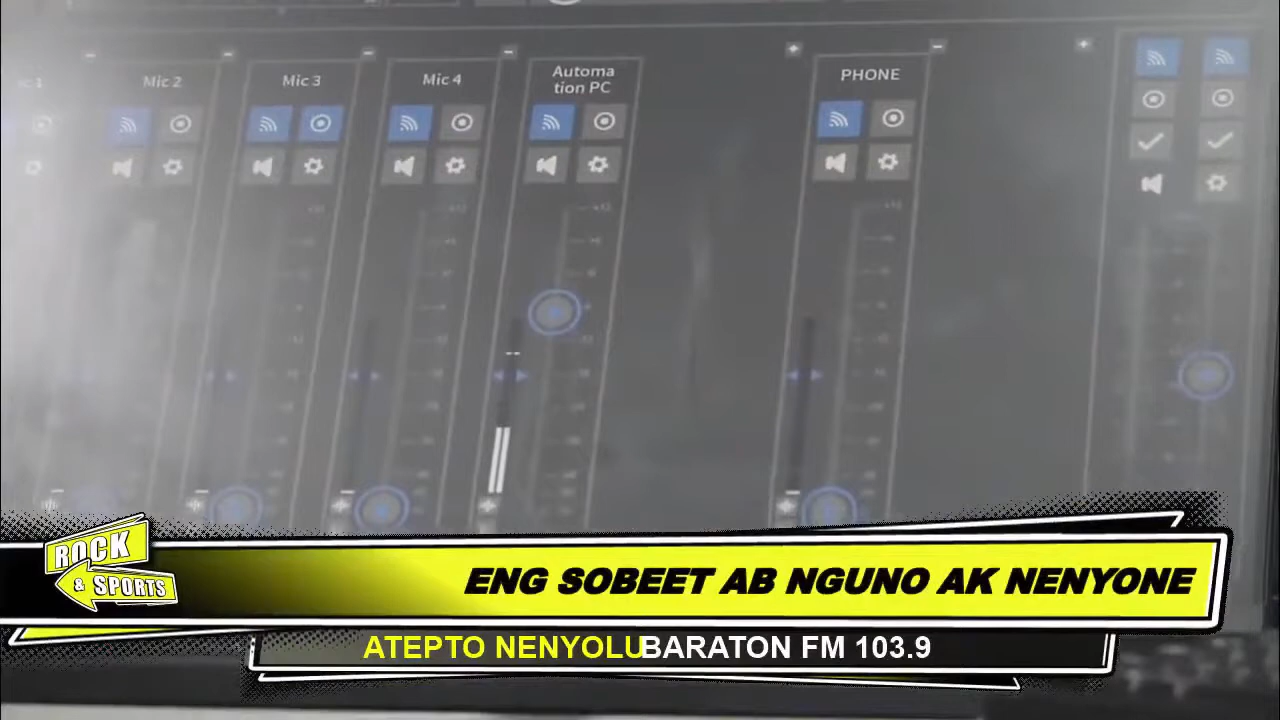 Mic 2
Mic 3
Mic 4
Automa
tion PC
PHONE
ROCK
& SPORTS
ENG SOBEET AB NGUNO AK NENYONE
ATEPTO NENYOLU BARATON FM 103.9